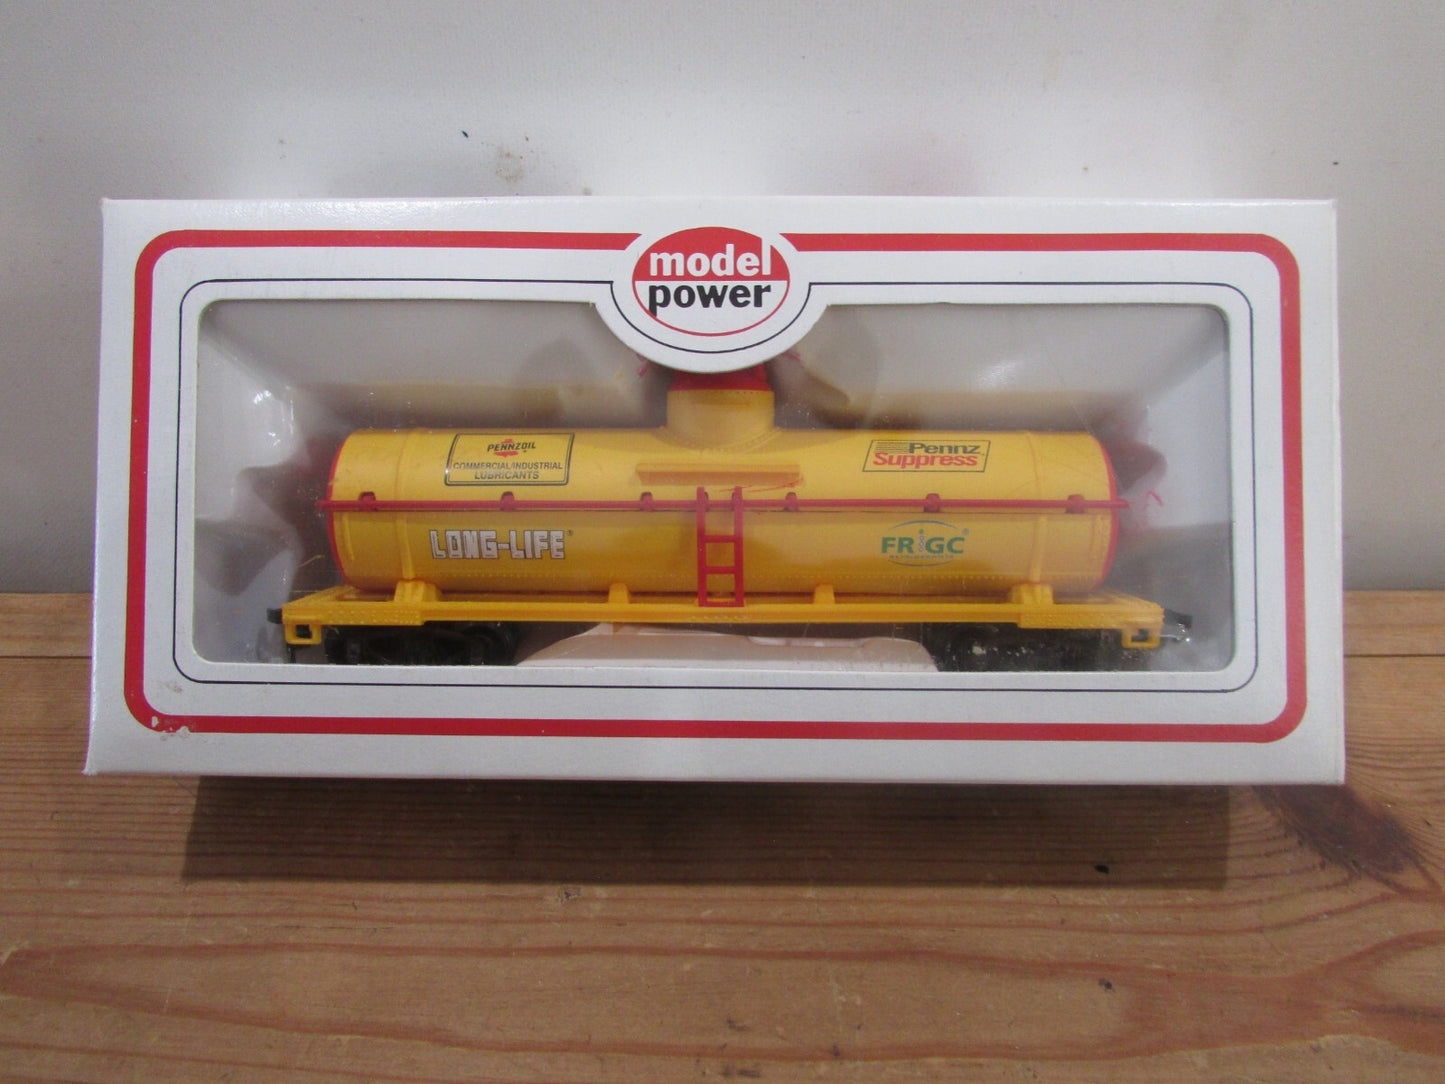 model
power
PENNZOIL
COMMERCIAL/INDUSTRIAL
LUBRICANTS
Pennz
Suppress
LONG-LIFE®
FRIGC®